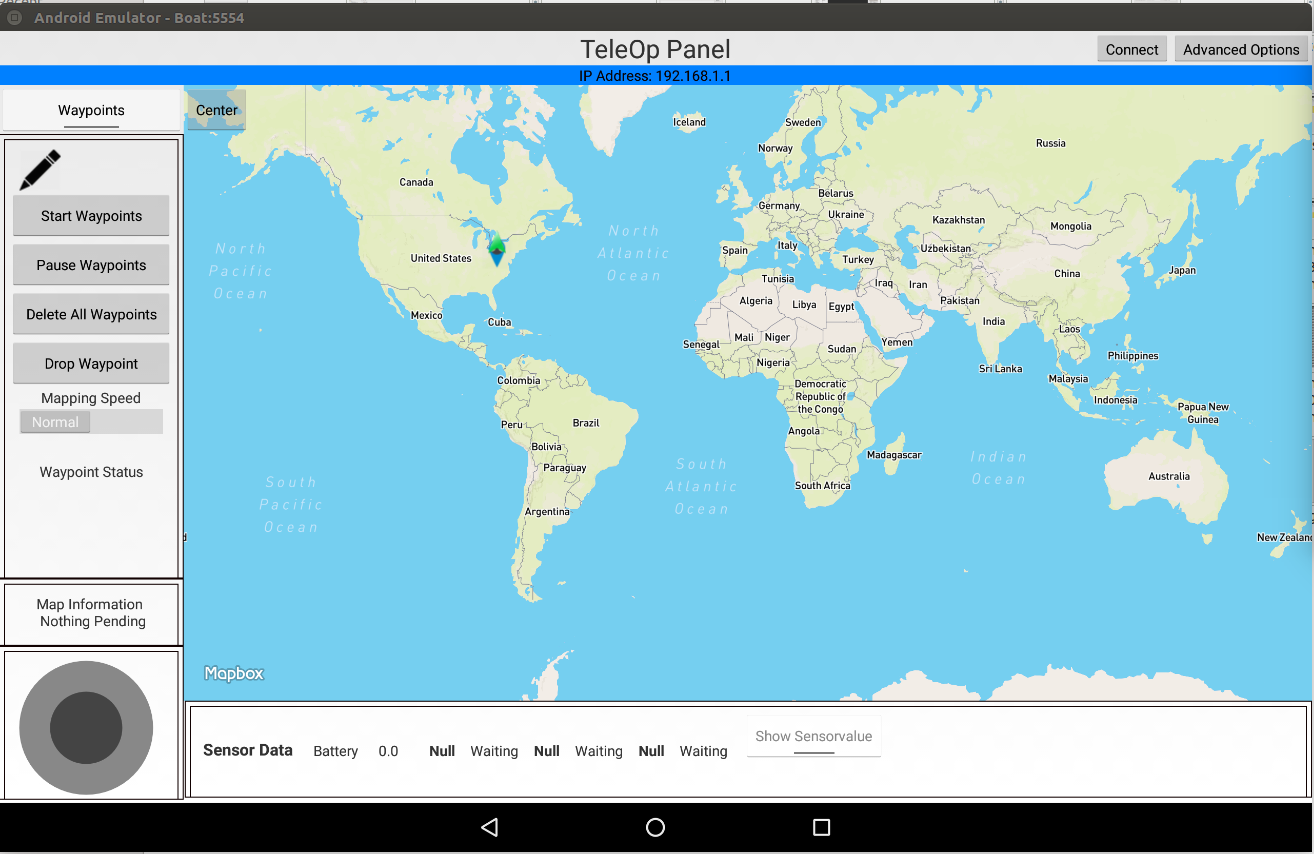 Android Emulator - Boat:5554
TeleOp Panel
Connect
Advanced Options
IP Address: 192.168.1.1
Waypoints
Center
Start Waypoints
Pause Waypoints
Delete All Waypoints
Drop Waypoint
Mapping Speed
Normal
Waypoint Status
Map Information
Nothing Pending
Iceland
Sweden
Norway
Russia
Canada
Belarus
Germany
Ukraine
Kazakhstan
Mongolia
North
Pacific
Ocean
North
Atlantic
Ocean
United States
Spain
Italy
Turkey
Uzbekistan
China
Japan
Tunisia
Algeria
Libya
Egypt
Iraq
Iran
Pakistan
Mexico
Cuba
India
Laos
Senegal
Mali
Niger
Sudan
Yemen
Nigeria
Sri Lanka
Philippines
Malaysia
Colombia
Democratic
Republic of
the Congo
Indonesia
Papua New
Guinea
Peru
Brazil
Angola
Bolivia
Madagascar
Paraguay
South
Atlantic
Ocean
Indian
Ocean
South
Pacific
Ocean
South Africa
Australia
Argentina
New Zealand
Mapbox
Sensor Data
Battery
0.0
Null
Waiting
Null
Waiting
Null
Waiting
Show Sensorvalue